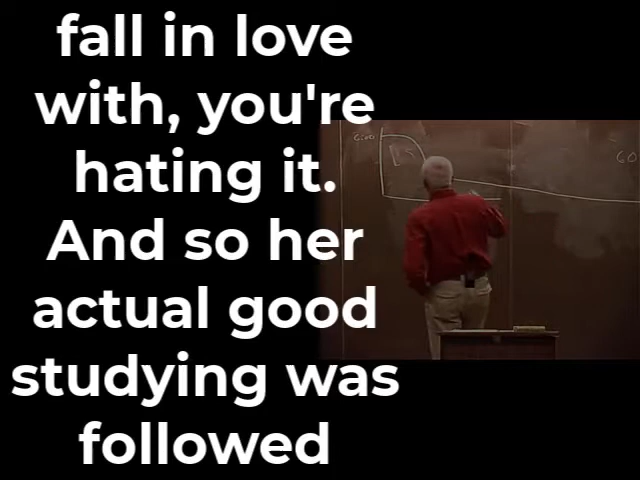 fall in love
with, you're
hating it.
And so her
actual good
studying was
followed